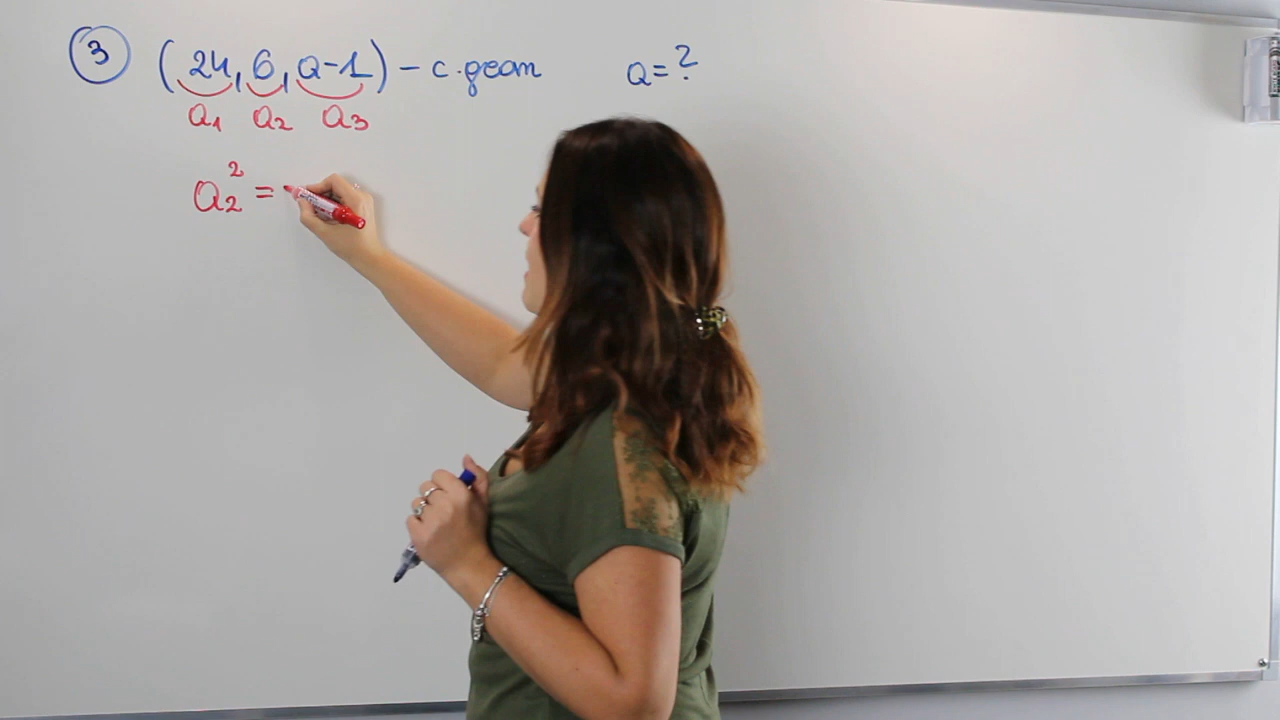 3 (24, 6, a-1) - c.geom a=?
a1 a2 a3
a2² =